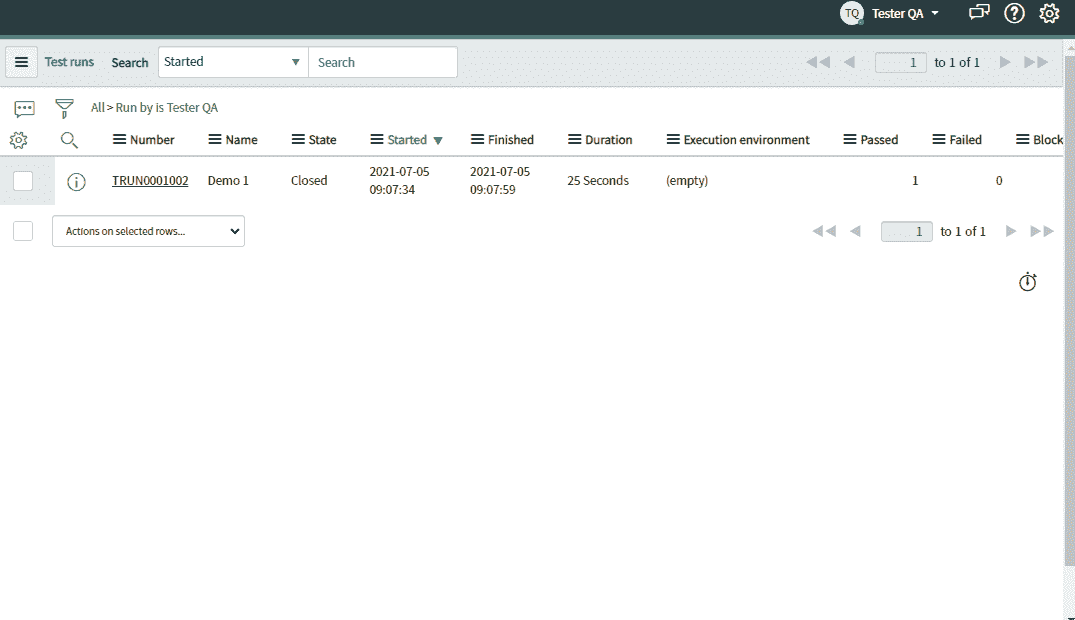 TQ Tester QA
Test runs Search Started Search 1 to 1 of 1
All > Run by is Tester QA
Number Name State Started Finished Duration Execution environment Passed Failed Block
TRUN0001002 Demo 1 Closed 2021-07-05 09:07:34 2021-07-05 09:07:59 25 Seconds (empty) 1 0
Actions on selected rows... 1 to 1 of 1